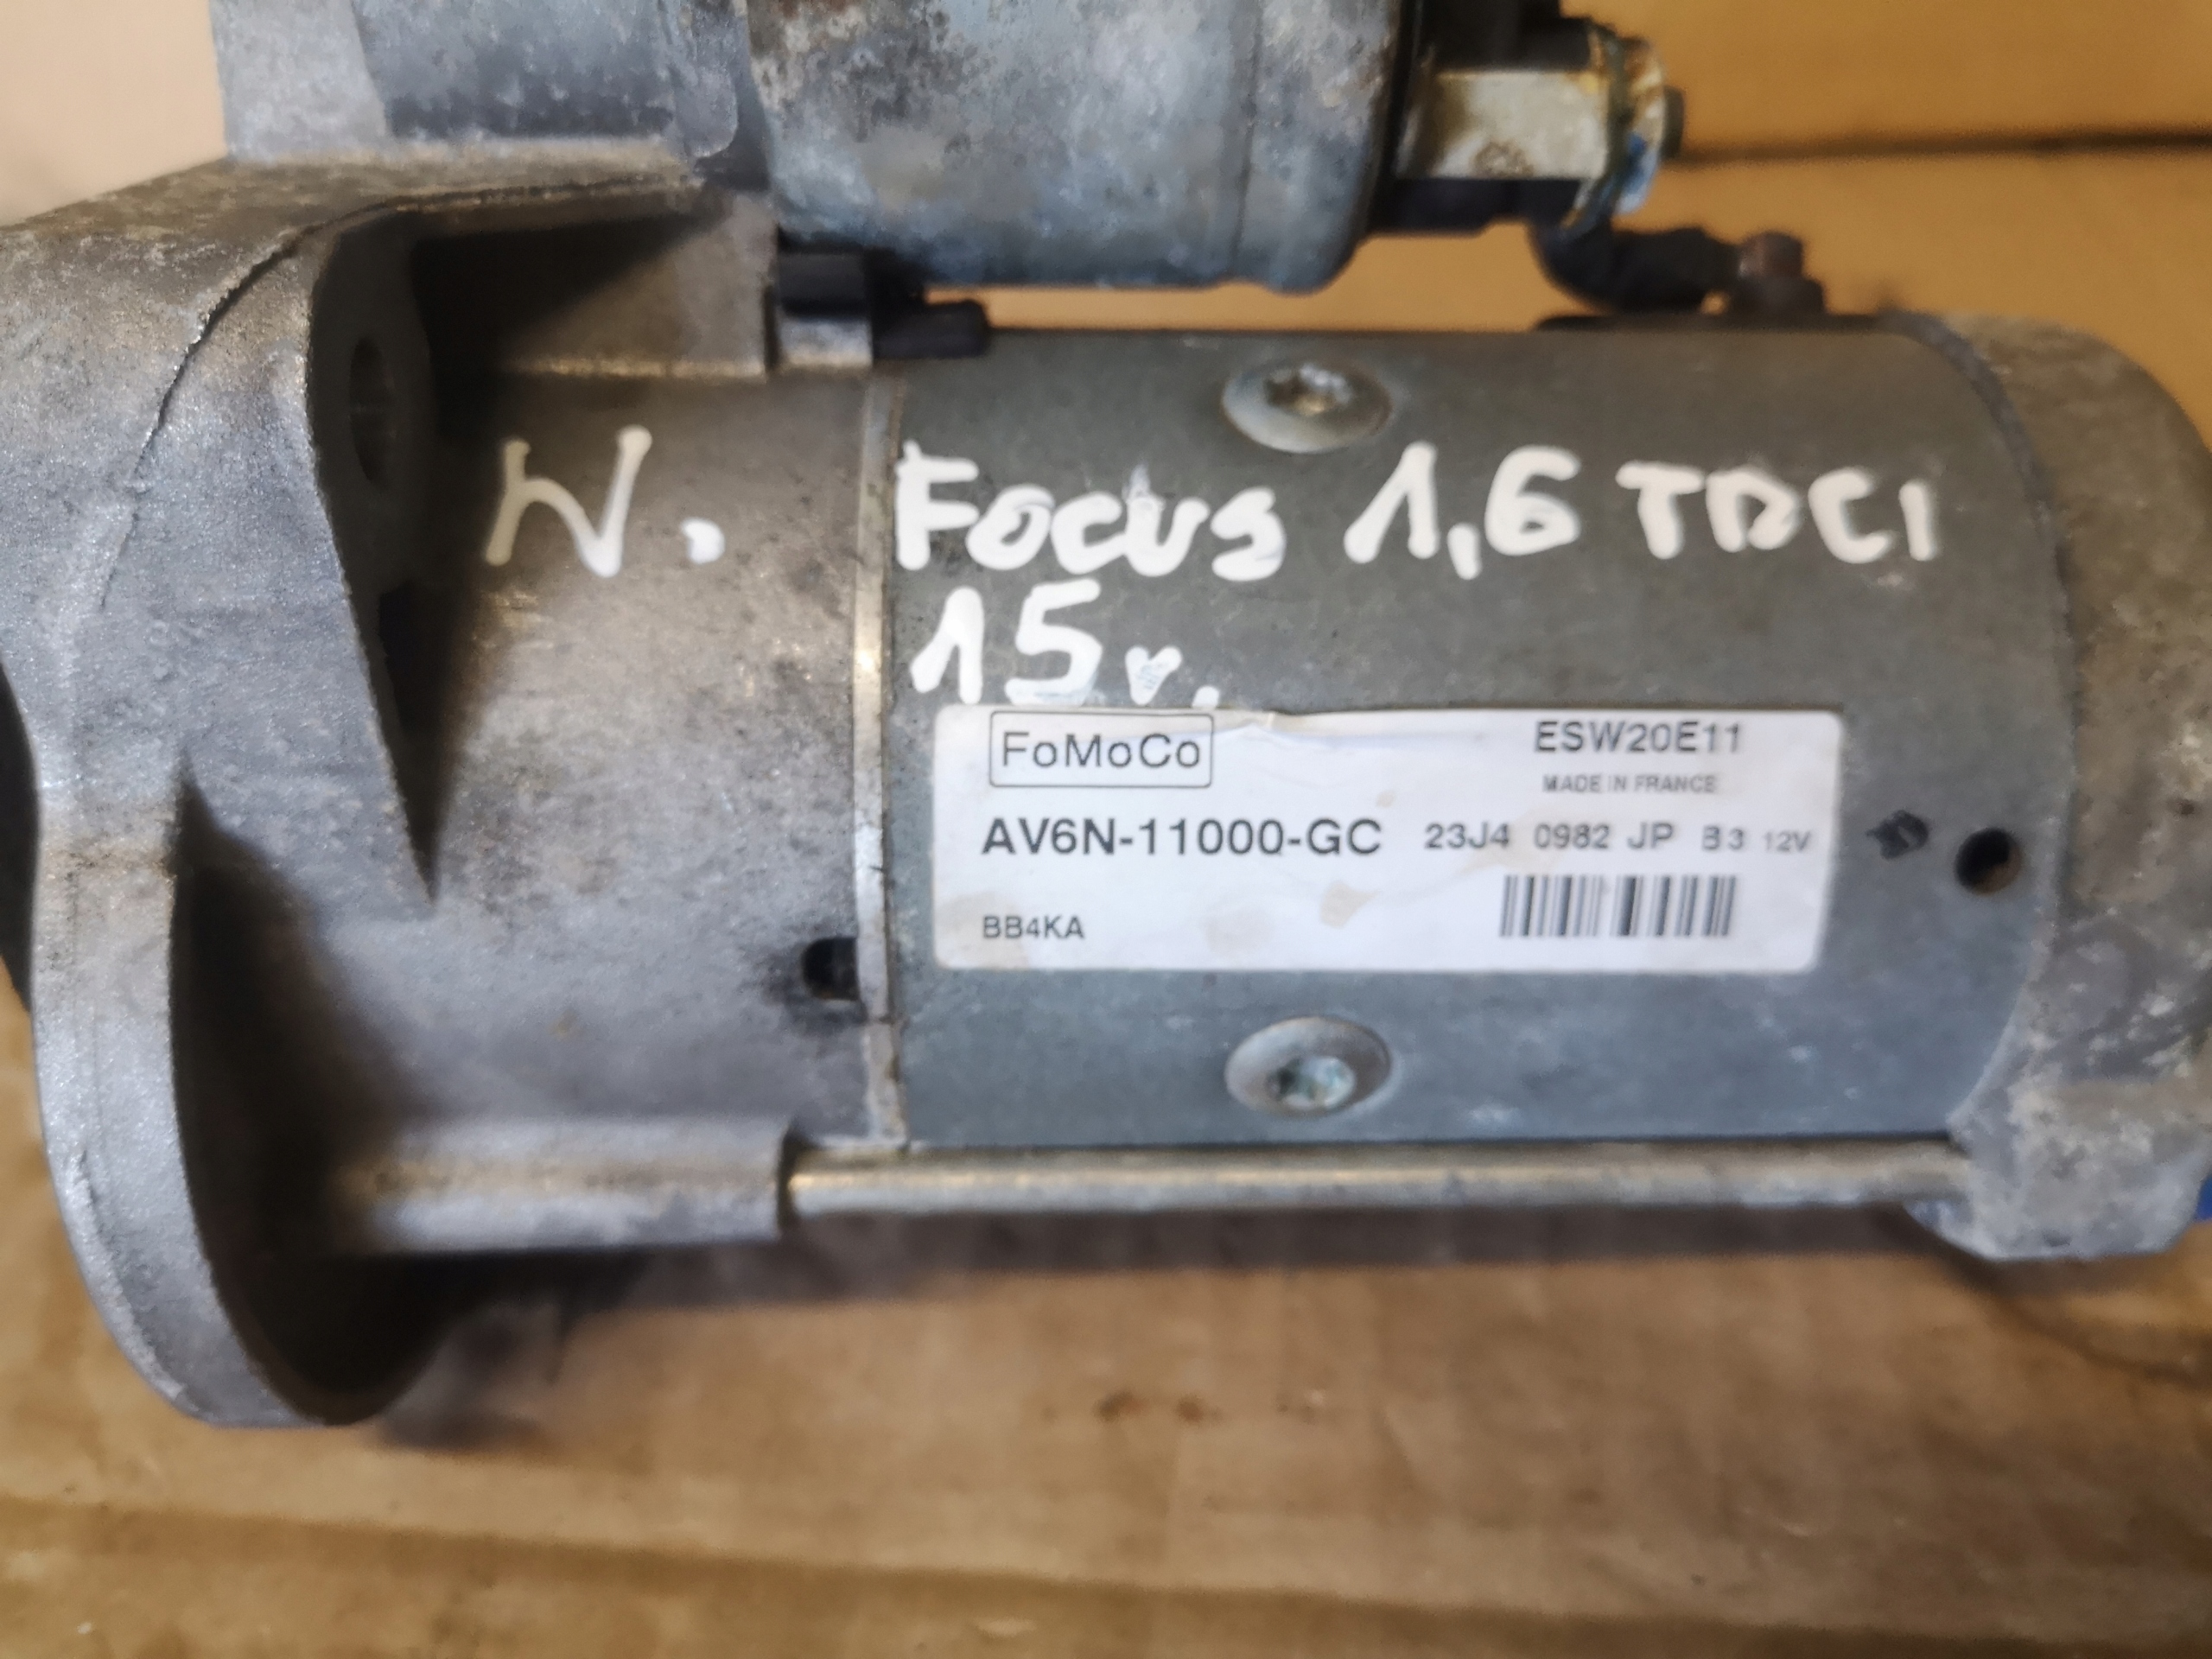 N. Focus 1,6 TDCI
15 r.
FoMoCo ESW20E11
MADE IN FRANCE
AV6N-11000-GC 23J4 0982 JP B3 12V
BB4KA